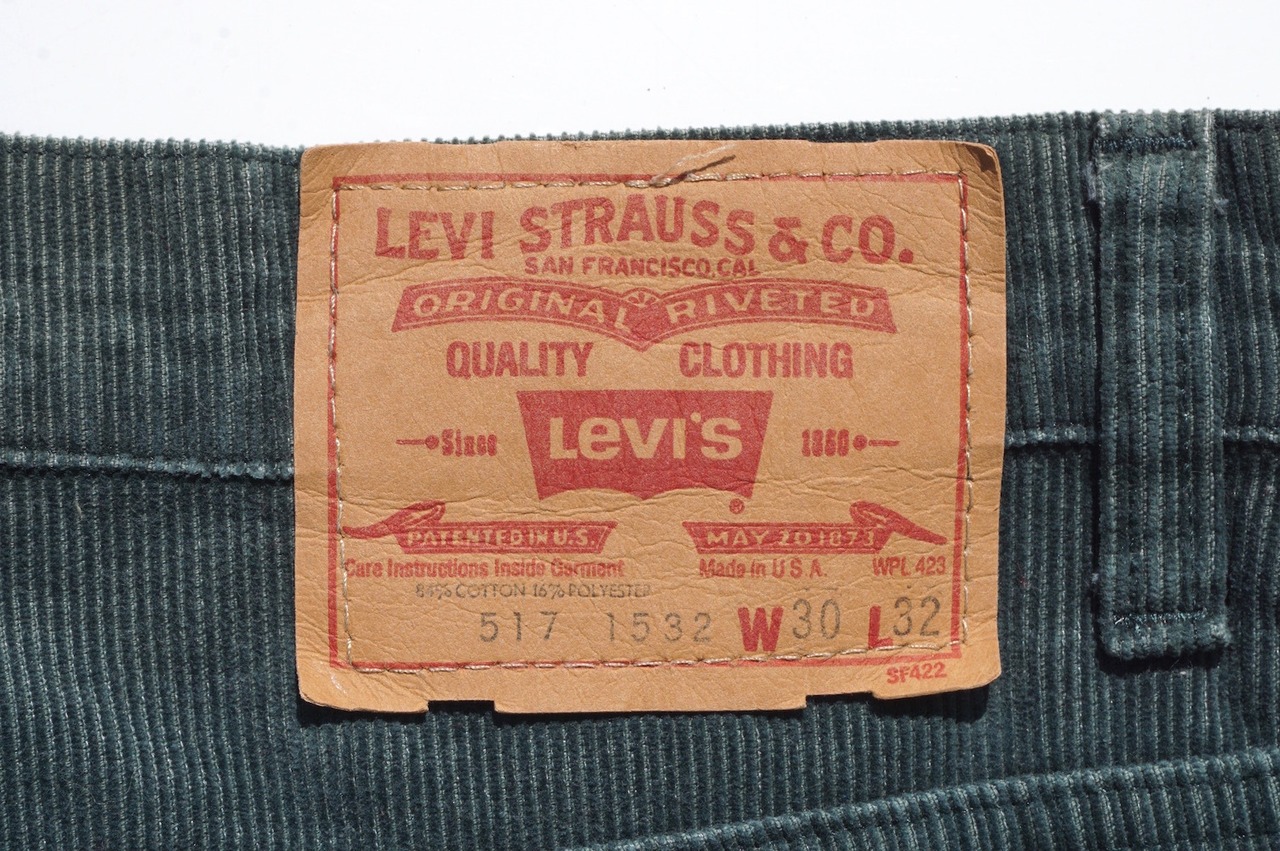 LEVI STRAUSS & CO.
SAN FRANCISCO, CAL
ORIGINAL RIVETED
QUALITY CLOTHING
Since LEVI'S 1850
®
PATENTED IN U.S. MAY 20 1873
Care Instructions Inside Garment Made in U S A. WPL 423
84% COTTON 16% POLYESTER
517 1532 W30 L32
SF422